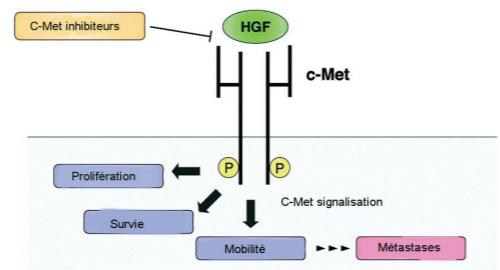 C-Met inhibiteurs
HGF
c-Met
P P
Prolifération
C-Met signalisation
Survie
Mobilité
Métastases